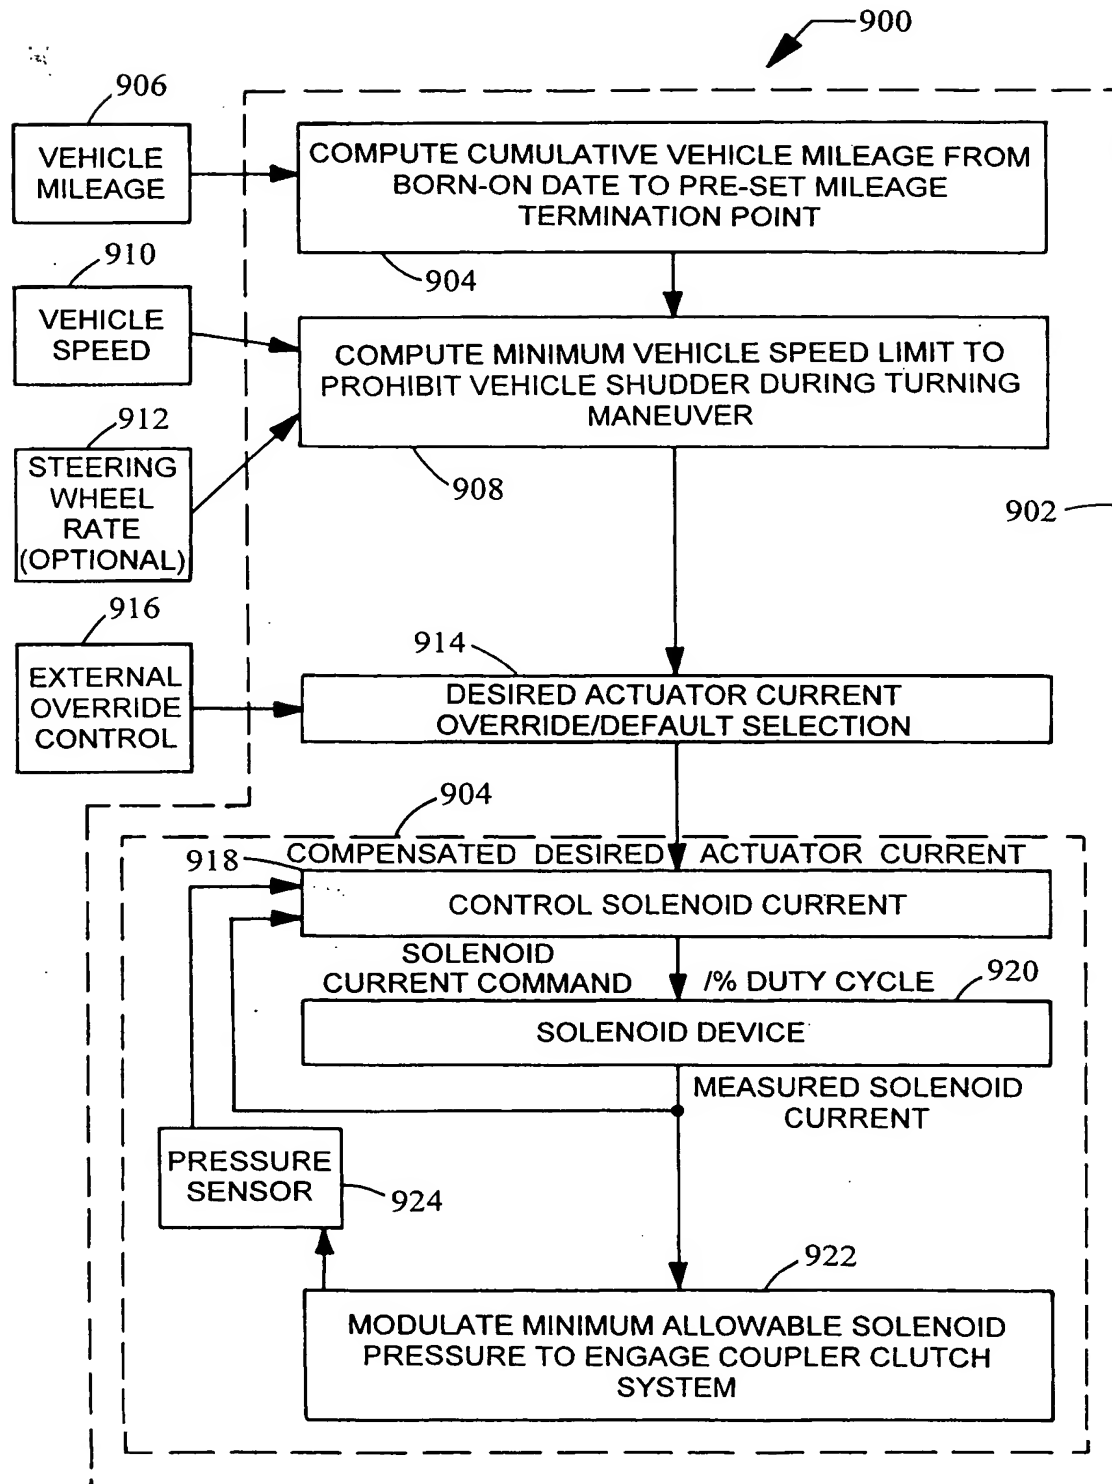 900
906
VEHICLE
MILEAGE
COMPUTE CUMULATIVE VEHICLE MILEAGE FROM
BORN-ON DATE TO PRE-SET MILEAGE
TERMINATION POINT
904
910
VEHICLE
SPEED
COMPUTE MINIMUM VEHICLE SPEED LIMIT TO
PROHIBIT VEHICLE SHUDDER DURING TURNING
MANEUVER
908
912
STEERING
WHEEL
RATE
(OPTIONAL)
902
916
EXTERNAL
OVERRIDE
CONTROL
914
DESIRED ACTUATOR CURRENT
OVERRIDE/DEFAULT SELECTION
904
COMPENSATED DESIRED ACTUATOR CURRENT
918
CONTROL SOLENOID CURRENT
SOLENOID
CURRENT COMMAND /% DUTY CYCLE
920
SOLENOID DEVICE
MEASURED SOLENOID
CURRENT
PRESSURE
SENSOR
924
922
MODULATE MINIMUM ALLOWABLE SOLENOID
PRESSURE TO ENGAGE COUPLER CLUTCH
SYSTEM